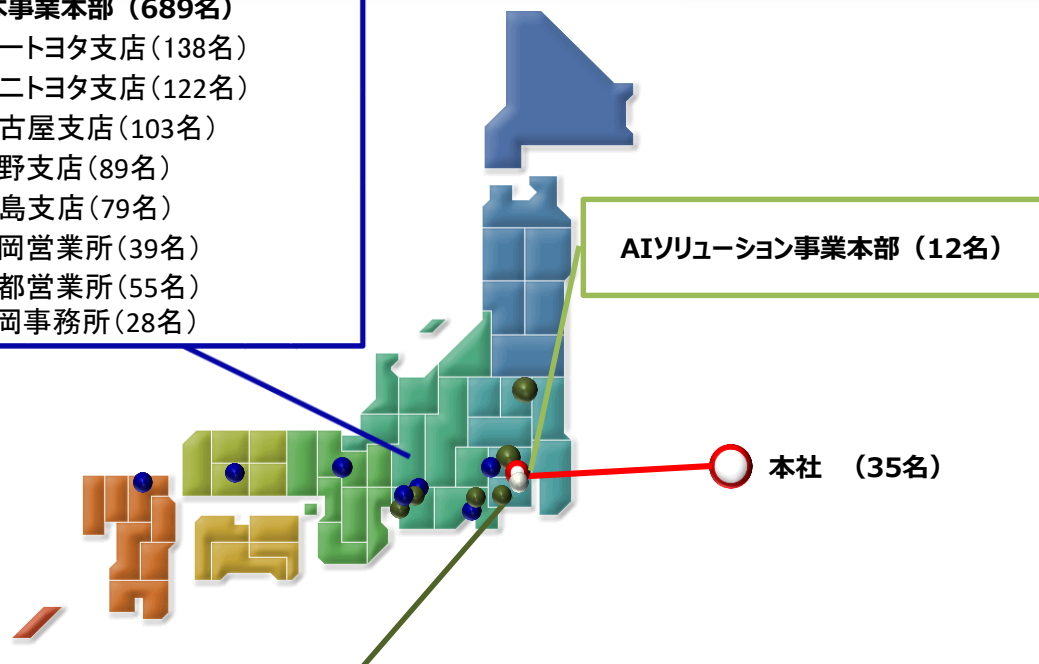 事業本部（689名）
ートヨタ支店（138名）
二トヨタ支店（122名）
古屋支店（103名）
野支店（89名）
島支店（79名）
岡営業所（39名）
都営業所（55名）
岡事務所（28名）
AIソリューション事業本部（12名）
本社　（35名）